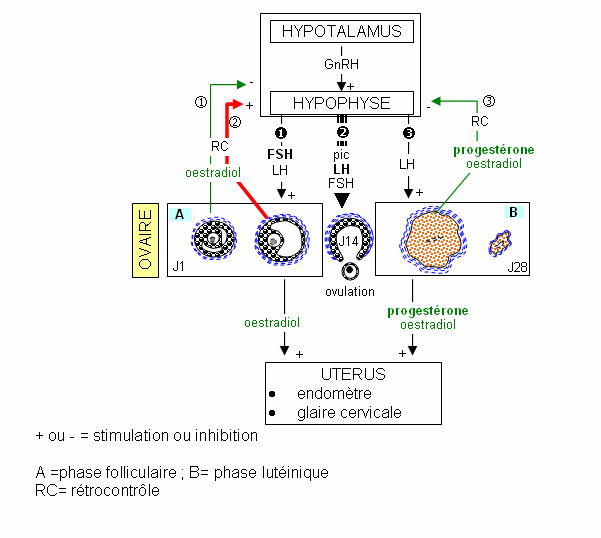 HYPOTALAMUS
GnRH
+
HYPOPHYSE
-
+
-
①
②
③
❶
❷
❸
RC
oestradiol
FSH
LH
+
pic
LH
FSH
LH
+
RC
progestérone
oestradiol
OVAIRE
A
J1
J14
ovulation
B
J28
oestradiol
+
progestérone
oestradiol
+
UTERUS
● endomètre
● glaire cervicale
+ ou - = stimulation ou inhibition
A =phase folliculaire ; B= phase lutéinique
RC= rétrocontrôle